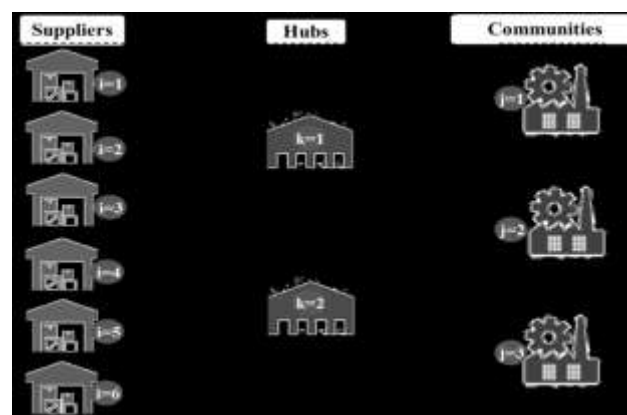 Suppliers
Hubs
Communities
i=1
i=2
i=3
i=4
i=5
i=6
k=1
k=2
j=1
j=2
j=3